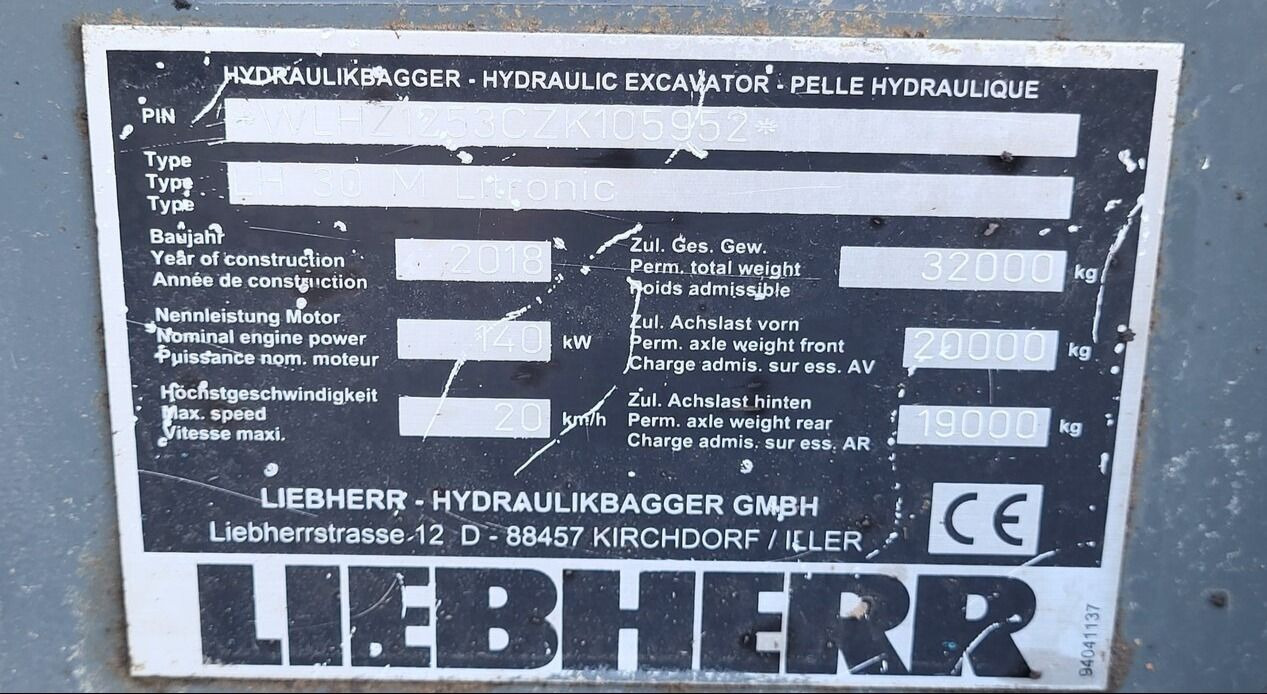 HYDRAULIKBAGGER - HYDRAULIC EXCAVATOR - PELLE HYDRAULIQUE
PIN *WLHZ1253CZK105952*
Type
Type LH 30 M Litronic
Type
Baujahr
Year of construction 2018
Année de construction
Zul. Ges. Gew.
Perm. total weight 32000 kg
Poids admissible
Nennleistung Motor
Nominal engine power 140 kW
Puissance nom. moteur
Zul. Achslast vorn
Perm. axle weight front 20000 kg
Charge admis. sur ess. AV
Höchstgeschwindigkeit
Max. speed 20 km/h
Vitesse maxi.
Zul. Achslast hinten
Perm. axle weight rear 19000 kg
Charge admis. sur ess. AR
LIEBHERR - HYDRAULIKBAGGER GMBH
Liebherrstrasse 12 D - 88457 KIRCHDORF / ILLER
CE
LIEBHERR
94041137